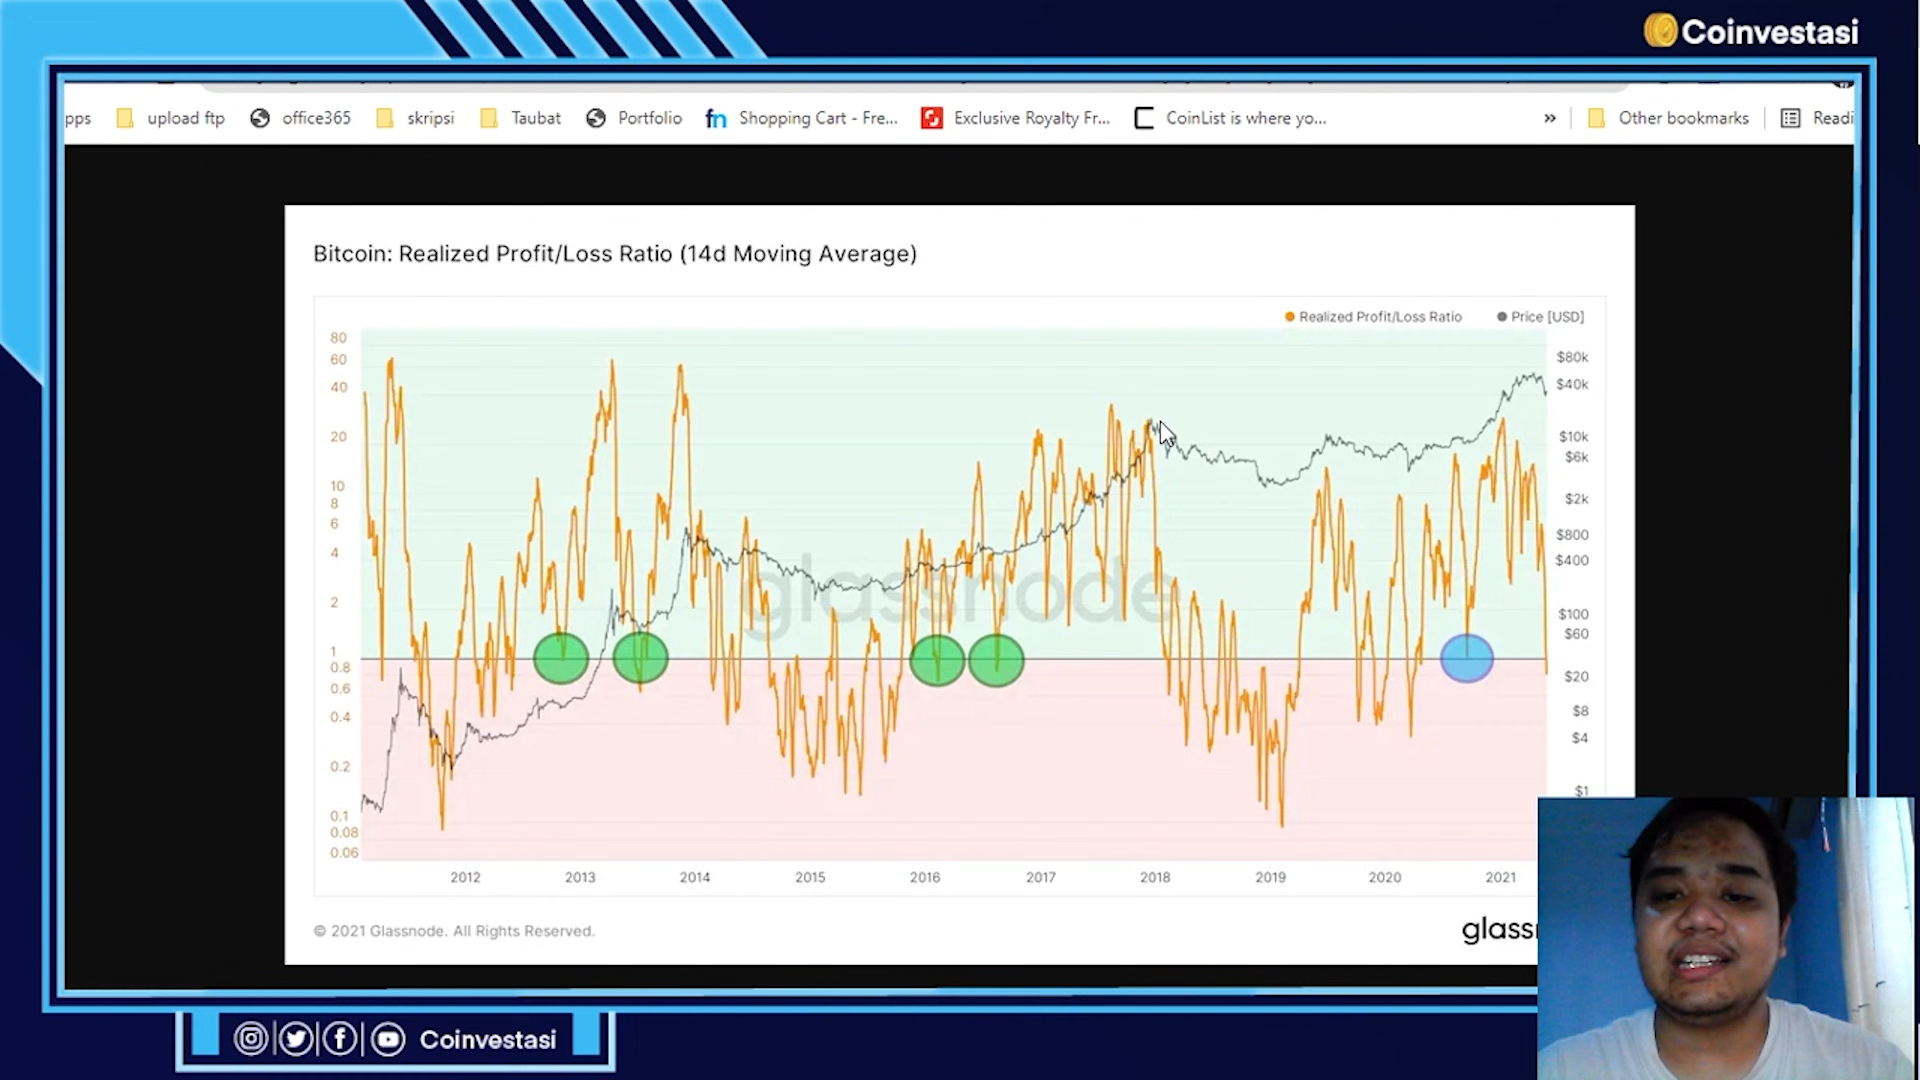 Coinvestasi
pps upload ftp office365 skripsi Taubat Portfolio fn Shopping Cart - Fre... Exclusive Royalty Fr... CoinList is where yo... » Other bookmarks Readi
Bitcoin: Realized Profit/Loss Ratio (14d Moving Average)
Realized Profit/Loss Ratio Price [USD]
80
60
40
20
10
8
6
4
2
1
0.8
0.6
0.4
0.2
0.1
0.08
0.06
$80k
$40k
$10k
$6k
$2k
$800
$400
$100
$60
$20
$8
$4
$1
glassnode
2012 2013 2014 2015 2016 2017 2018 2019 2020 2021
© 2021 Glassnode. All Rights Reserved.
glass
Coinvestasi